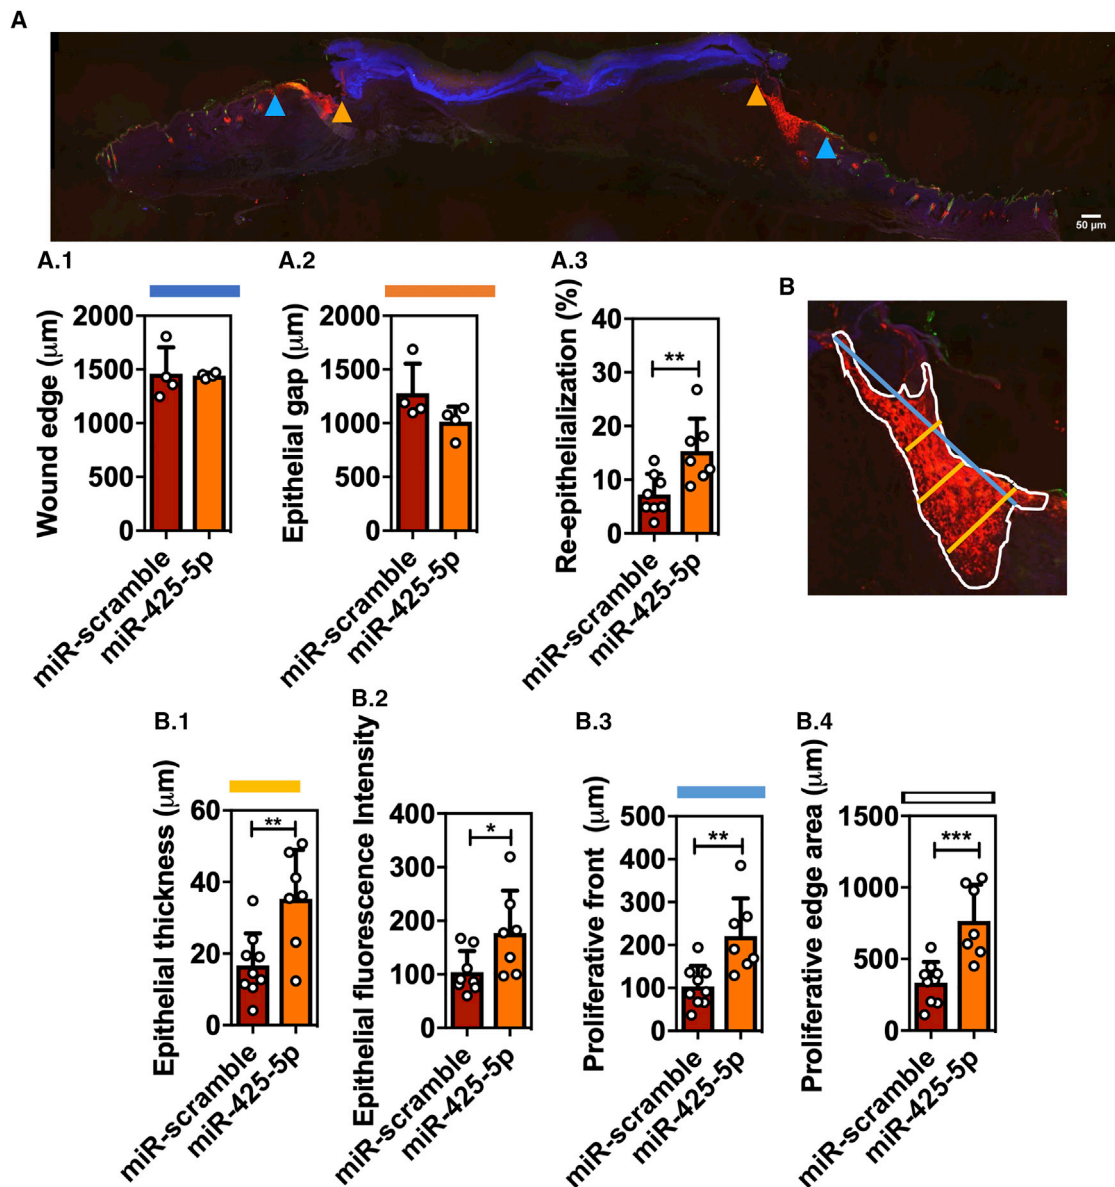 A
50 μm
A.1
A.2
A.3
B
Wound edge (μm)
2000
1500
1000
500
0
miR-scramble
miR-425-5p
Epithelial gap (μm)
2000
1500
1000
500
0
miR-scramble
miR-425-5p
Re-epithelialization (%)
40
30
20
10
0
**
miR-scramble
miR-425-5p
B.1
B.2
B.3
B.4
Epithelial thickness (μm)
60
40
20
0
**
miR-scramble
miR-425-5p
Epithelial fluorescence Intensity
400
300
200
100
0
*
miR-scramble
miR-425-5p
Proliferative front (μm)
500
400
300
200
100
0
**
miR-scramble
miR-425-5p
Proliferative edge area (μm)
1500
1000
500
0
***
miR-scramble
miR-425-5p